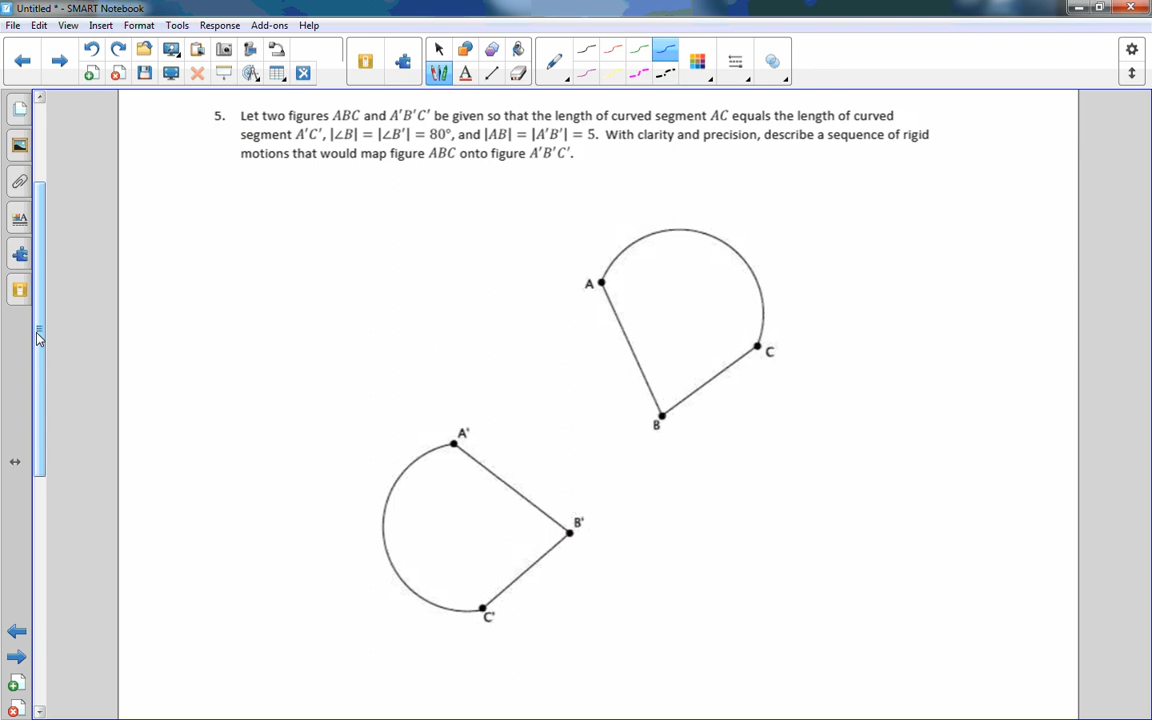 Untitled * - SMART Notebook
File Edit View Insert Format Tools Response Add-ons Help
5. Let two figures ABC and A′B′C′ be given so that the length of curved segment AC equals the length of curved
segment A′C′, |∠B| = |∠B′| = 80°, and |AB| = |A′B′| = 5. With clarity and precision, describe a sequence of rigid
motions that would map figure ABC onto figure A′B′C′.
A
C
B
A'
B'
C'